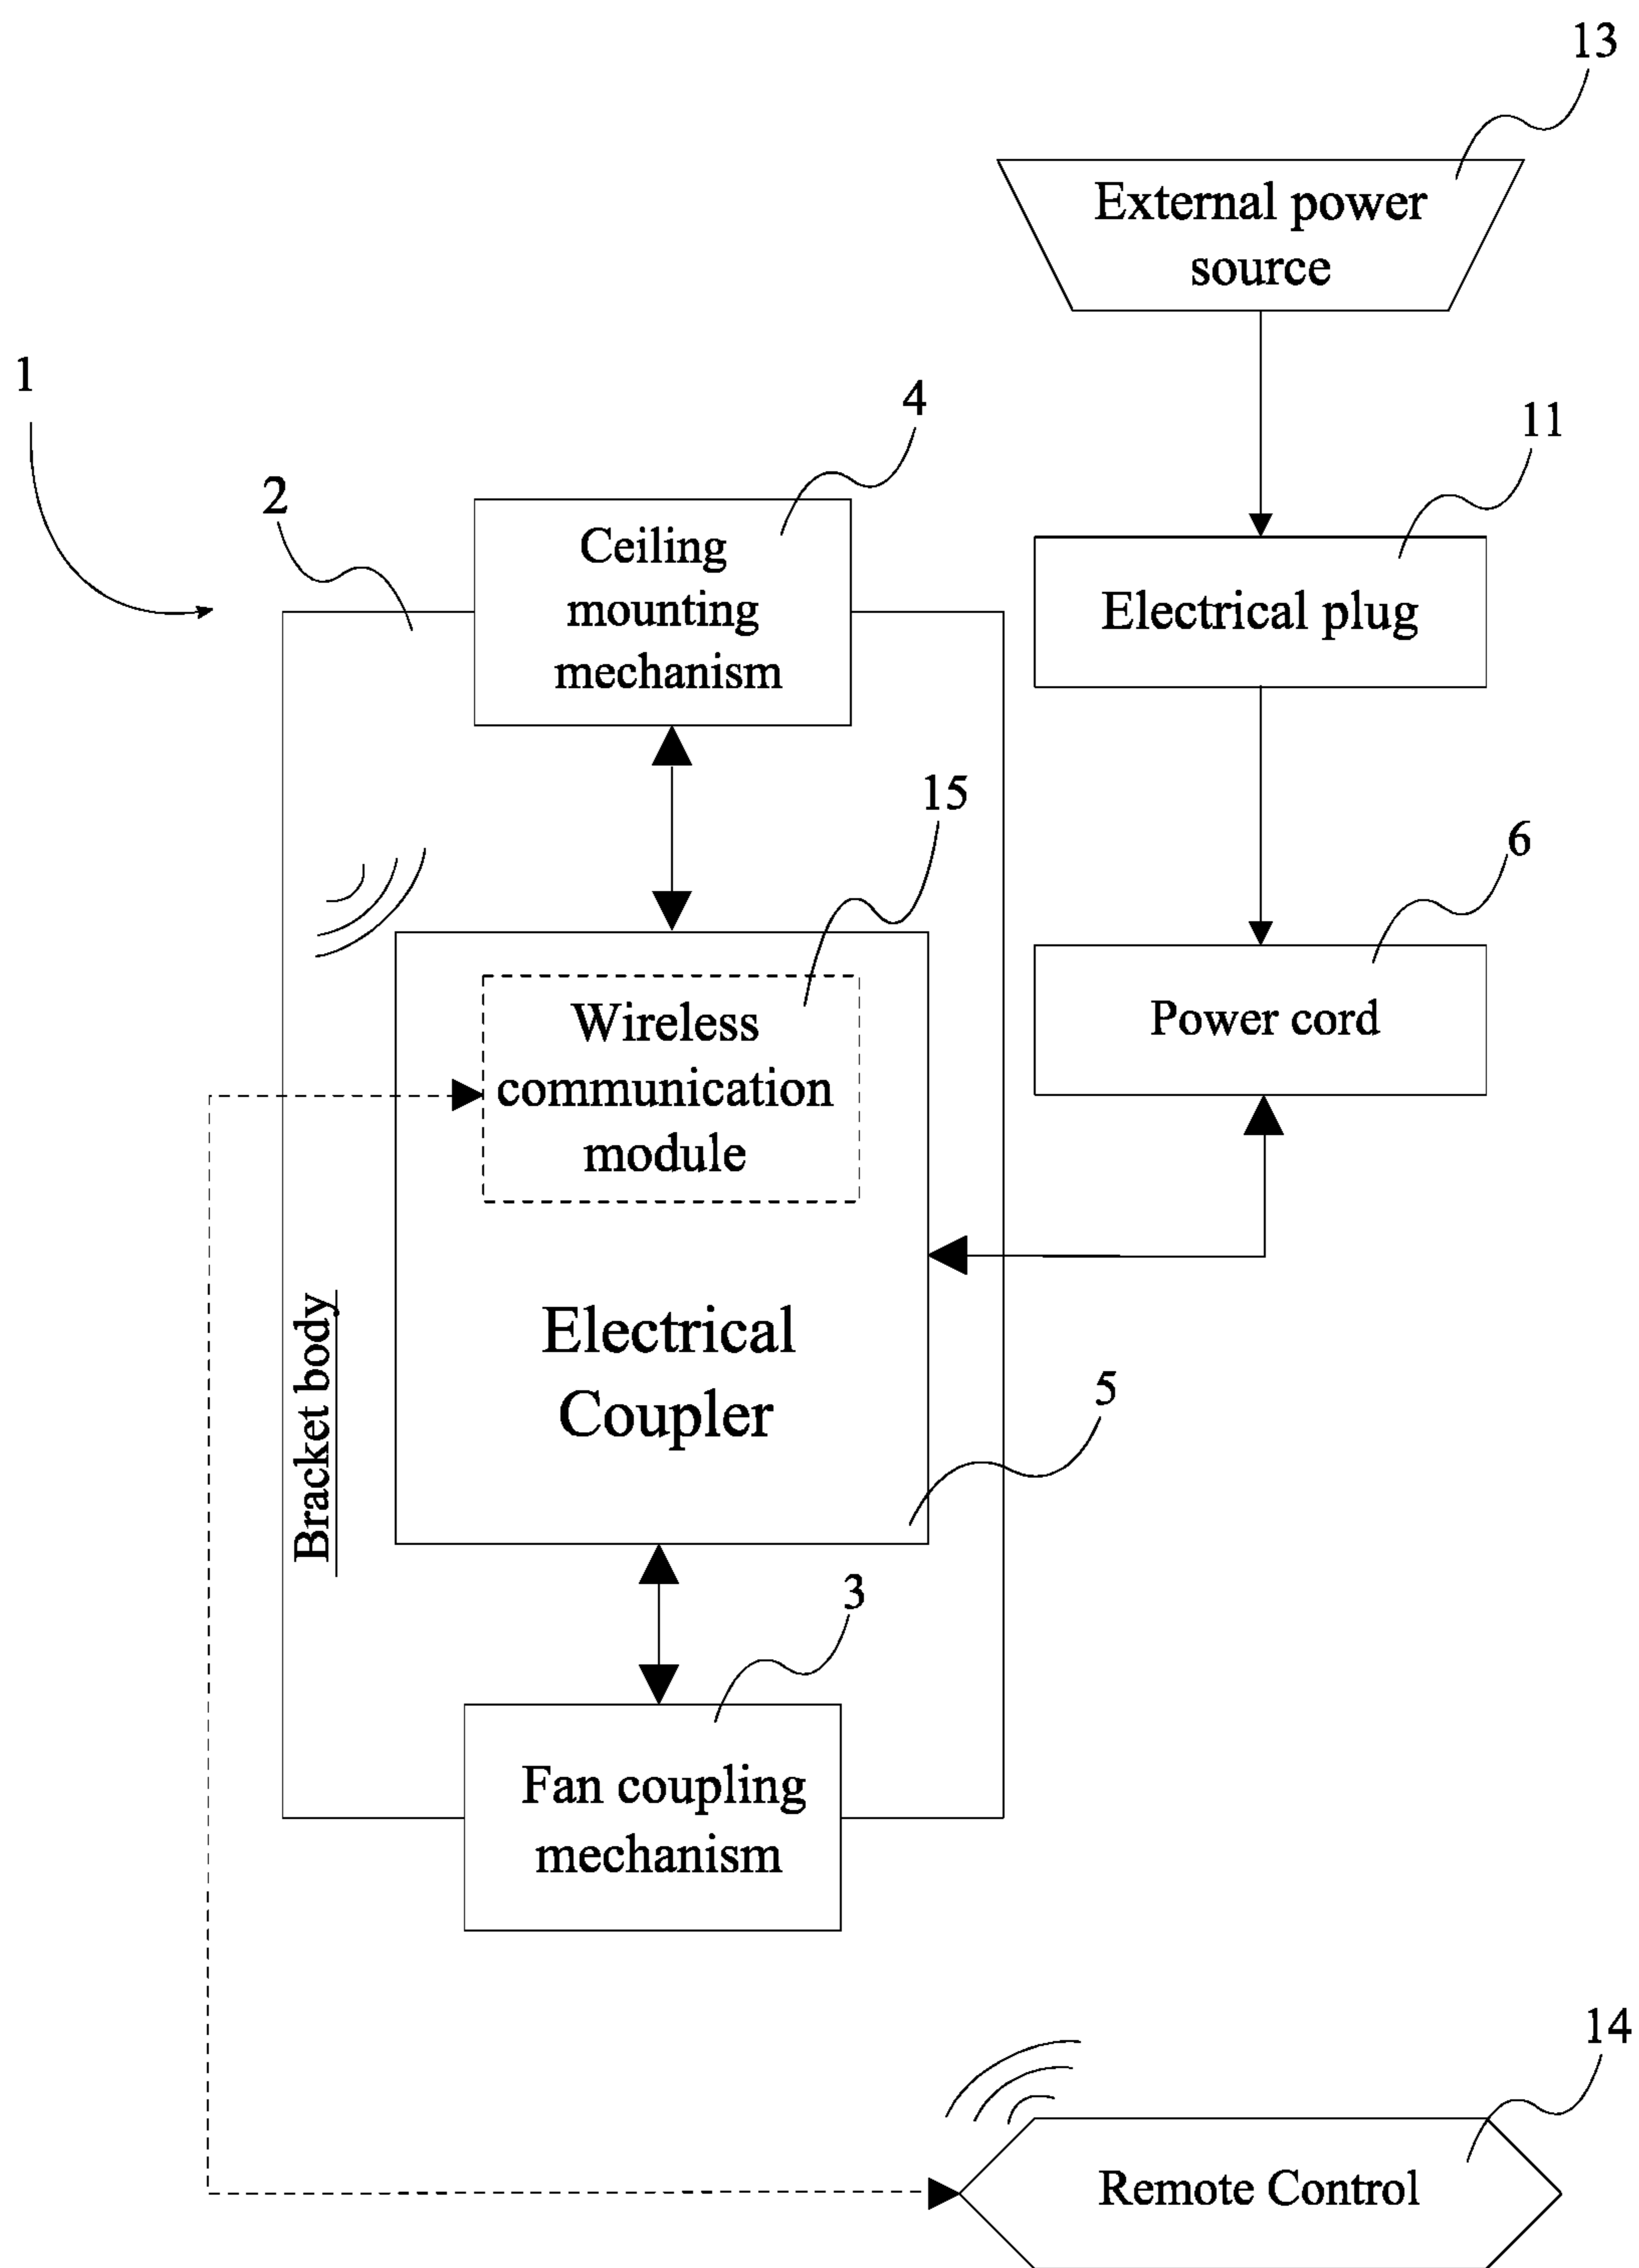 13
External power
source
1
4
11
2
Ceiling
mounting
mechanism
Electrical plug
15
6
Wireless
communication
module
Power cord
Electrical
Coupler
Bracket body
5
3
Fan coupling
mechanism
14
Remote Control